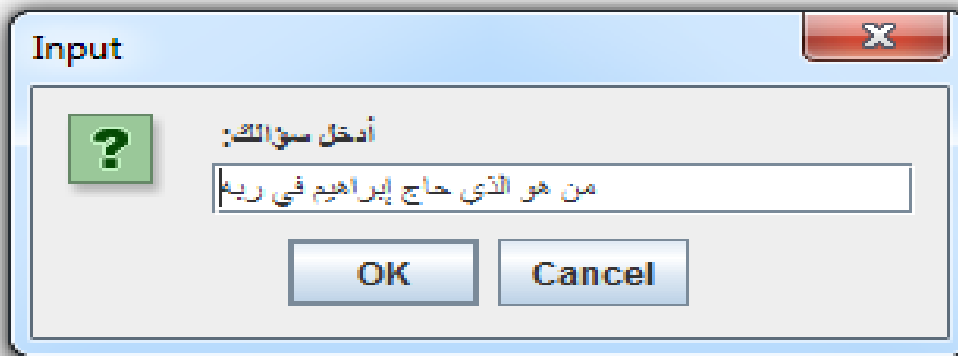 Input
أدخل سؤالك:
من هو الذي حاج إبراهيم في ربه
OK
Cancel